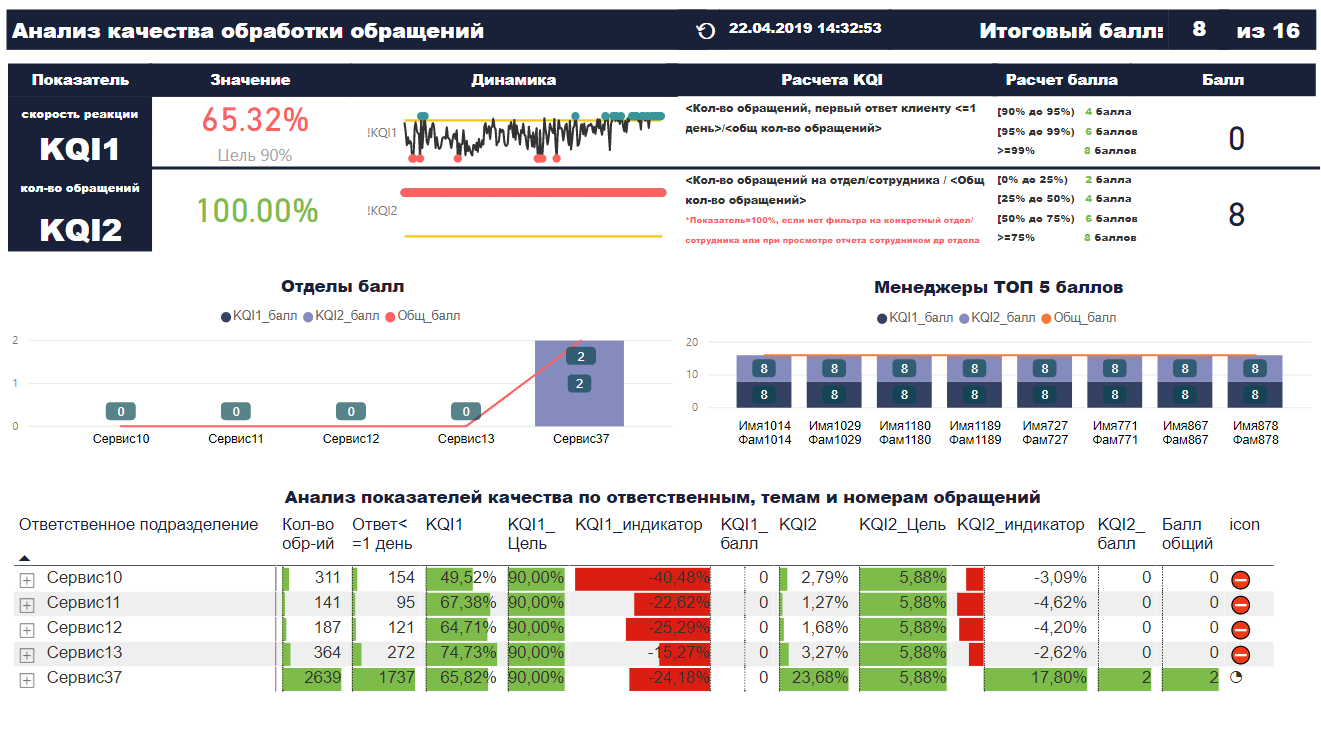 Анализ качества обработки обращений 22.04.2019 14:32:53 Итоговый балл: 8 из 16
Показатель Значение Динамика Расчета KQI Расчет балла Балл
скорость реакции
KQI1
65.32%
Цель 90%
!KQI1
<Кол-во обращений, первый ответ клиенту <=1
день>/<общ кол-во обращений>
[90% до 95%) 4 балла
[95% до 99%) 6 баллов
>=99% 8 баллов
0
кол-во обращений
KQI2
100.00%
!KQI2
<Кол-во обращений на отдел/сотрудника / <Общ
кол-во обращений>
*Показатель=100%, если нет фильтра на конкретный отдел/
сотрудника или при просмотре отчета сотрудником др отдела
[0% до 25%) 2 балла
[25% до 50%) 4 балла
[50% до 75%) 6 баллов
>=75% 8 баллов
8
Отделы балл
KQI1_балл KQI2_балл Общ_балл
2
1
0
2
2
0 0 0 0
Сервис10 Сервис11 Сервис12 Сервис13 Сервис37
Менеджеры ТОП 5 баллов
KQI1_балл KQI2_балл Общ_балл
20
10
0
8 8 8 8 8 8 8 8
8 8 8 8 8 8 8 8
Имя1014 Имя1029 Имя1180 Имя1189 Имя727 Имя771 Имя867 Имя878
Фам1014 Фам1029 Фам1180 Фам1189 Фам727 Фам771 Фам867 Фам878
Анализ показателей качества по ответственным, темам и номерам обращений
Ответственное подразделение Кол-во Ответ< KQI1 KQI1_ KQI1_индикатор KQI1_ KQI2 KQI2_Цель KQI2_индикатор KQI2_ Балл icon
обр-ий =1 день Цель балл балл общий
Сервис10 311 154 49,52% 90,00% -40,48% 0 2,79% 5,88% -3,09% 0 0
Сервис11 141 95 67,38% 90,00% -22,62% 0 1,27% 5,88% -4,62% 0 0
Сервис12 187 121 64,71% 90,00% -25,29% 0 1,68% 5,88% -4,20% 0 0
Сервис13 364 272 74,73% 90,00% -15,27% 0 3,27% 5,88% -2,62% 0 0
Сервис37 2639 1737 65,82% 90,00% -24,18% 0 23,68% 5,88% 17,80% 2 2